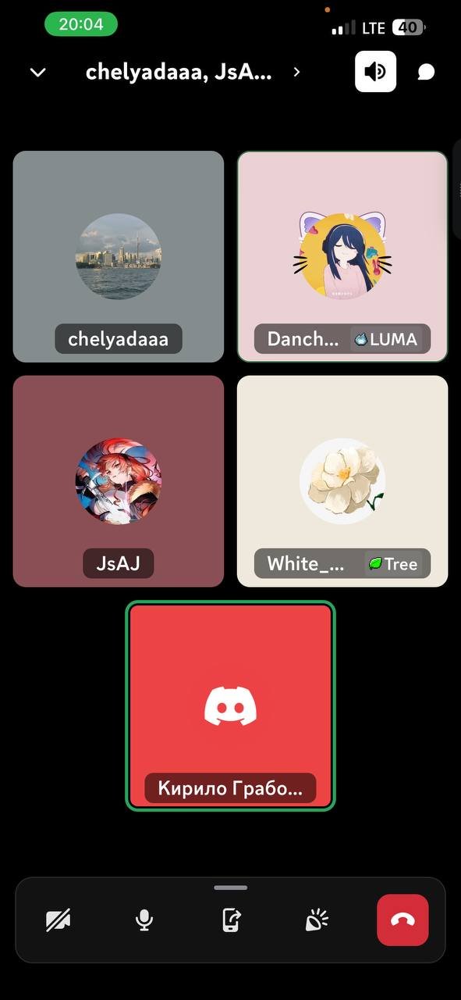 20:04
LTE 40
chelyadaaa, JsA...
chelyadaaa
Danch... LUMA
JsAJ
White_... Tree
Кирило Грабо...